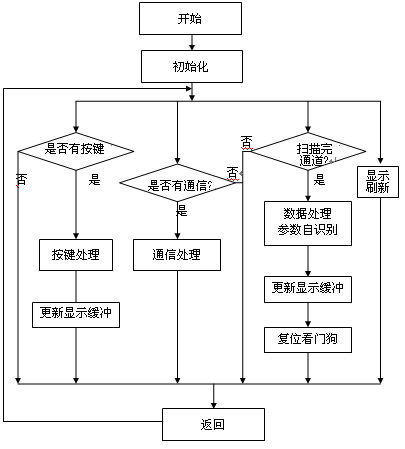 开始
初始化
是否有按键
否
是
是否有通信?
否
是
扫描完
通道?
否
是
显示
刷新
数据处理
参数自识别
按键处理
通信处理
更新显示缓冲
更新显示缓冲
复位看门狗
返回